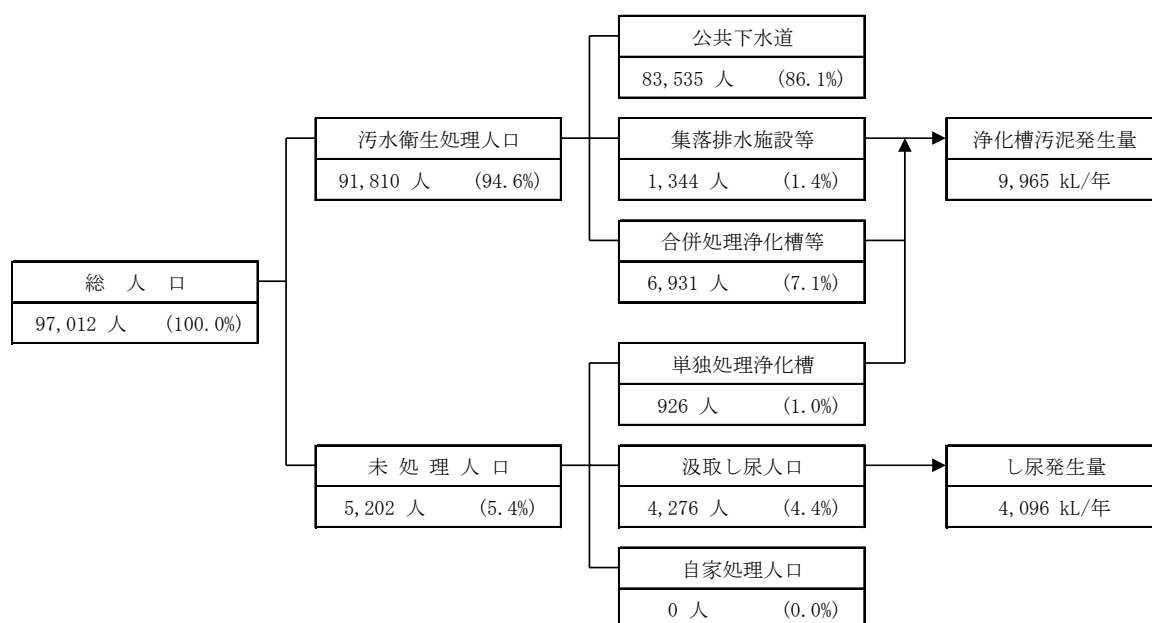 公共下水道
83,535 人 (86.1%)
汚水衛生処理人口
91,810 人 (94.6%)
集落排水施設等
1,344 人 (1.4%)
浄化槽汚泥発生量
9,965 kL/年
合併処理浄化槽等
6,931 人 (7.1%)
総 人 口
97,012 人 (100.0%)
単独処理浄化槽
926 人 (1.0%)
未 処 理 人 口
5,202 人 (5.4%)
汲取し尿人口
4,276 人 (4.4%)
し尿発生量
4,096 kL/年
自家処理人口
0 人 (0.0%)